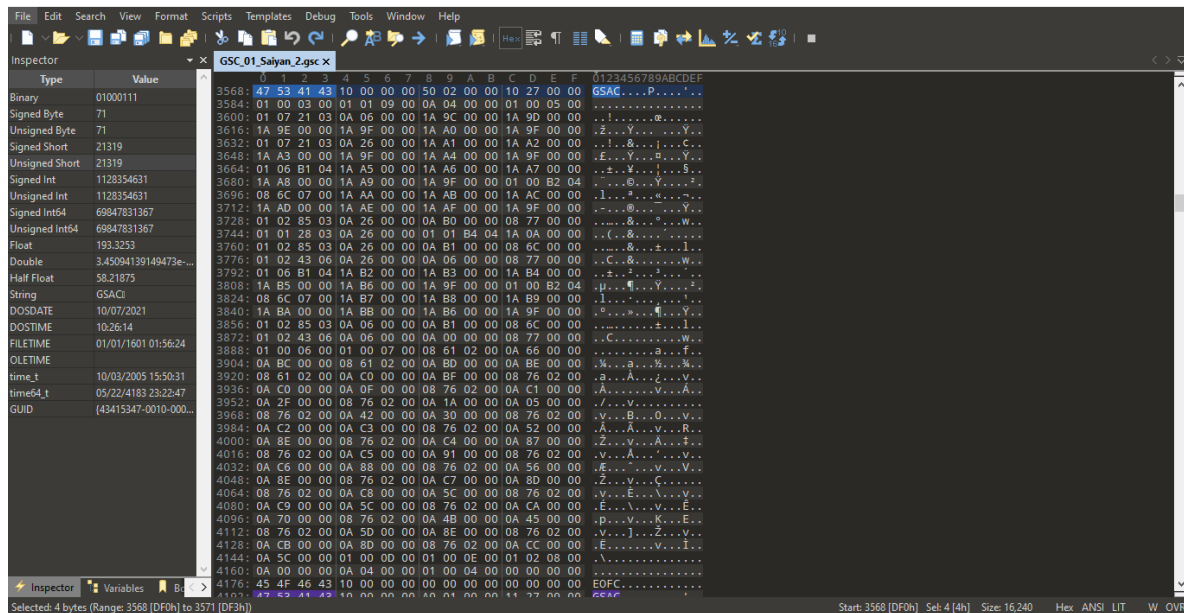 File Edit Search View Format Scripts Templates Debug Tools Window Help
Hex
Inspector
Type Value
Binary 01000111
Signed Byte 71
Unsigned Byte 71
Signed Short 21319
Unsigned Short 21319
Signed Int 1128354631
Unsigned Int 1128354631
Signed Int64 69847831367
Unsigned Int64 69847831367
Float 193.3253
Double 3.45094139149473e-...
Half Float 58.21875
String GSAC
DOSDATE 10/07/2021
DOSTIME 10:26:14
FILETIME 01/01/1601 01:56:24
OLETIME
time_t 10/03/2005 15:50:31
time64_t 05/22/4183 23:22:47
GUID {43415347-0010-000...
Inspector Variables Bo
GSC_01_Saiyan_2.gsc
0 1 2 3 4 5 6 7 8 9 A B C D E F 0123456789ABCDEF
3568: 47 53 41 43 10 00 00 00 50 02 00 00 10 27 00 00 GSAC....P....'..
3584: 01 00 03 00 01 01 09 00 0A 04 00 00 01 00 05 00 ................
3600: 01 07 21 03 0A 06 00 00 1A 9C 00 00 1A 9D 00 00 ..!......œ......
3616: 1A 9E 00 00 1A 9F 00 00 1A A0 00 00 1A 9F 00 00 .ž...Ÿ... ...Ÿ..
3632: 01 07 21 03 0A 26 00 00 1A A1 00 00 1A A2 00 00 ..!..&...¡...¢..
3648: 1A A3 00 00 1A 9F 00 00 1A A4 00 00 1A 9F 00 00 .£...Ÿ...¤...Ÿ..
3664: 01 06 B1 04 1A A5 00 00 1A A6 00 00 1A A7 00 00 ..±..¥...¦...§..
3680: 1A A8 00 00 1A A9 00 00 1A 9F 00 00 01 00 B2 04 .¨...©...Ÿ....².
3696: 08 6C 07 00 1A AA 00 00 1A AB 00 00 1A AC 00 00 .l...ª...«...¬..
3712: 1A AD 00 00 1A AE 00 00 1A AF 00 00 1A 9F 00 00 .-...®...¯...Ÿ..
3728: 01 02 85 03 0A 26 00 00 0A B0 00 00 08 77 00 00 ..…..&...°...w..
3744: 01 01 28 03 0A 26 00 00 01 01 B4 04 1A 0A 00 00 ..(..&....´.....
3760: 01 02 85 03 0A 26 00 00 0A B1 00 00 08 6C 00 00 ..…..&...±...l..
3776: 01 02 43 06 0A 26 00 00 0A 06 00 00 08 77 00 00 ..C..&.......w..
3792: 01 06 B1 04 1A B2 00 00 1A B3 00 00 1A B4 00 00 ..±..²...³...´..
3808: 1A B5 00 00 1A B6 00 00 1A 9F 00 00 01 00 B2 04 .µ...¶...Ÿ....².
3824: 08 6C 07 00 1A B7 00 00 1A B8 00 00 1A B9 00 00 .l...·...¸...¹..
3840: 1A BA 00 00 1A BB 00 00 1A B6 00 00 1A 9F 00 00 .º...»...¶...Ÿ..
3856: 01 02 85 03 0A 06 00 00 0A B1 00 00 08 6C 00 00 ..…......±...l..
3872: 01 02 43 06 0A 06 00 00 0A 00 00 00 08 77 00 00 ..C..........w..
3888: 01 00 06 00 01 00 07 00 08 61 02 00 0A 66 00 00 .........a...f..
3904: 0A BC 00 00 08 61 02 00 0A BD 00 00 0A BE 00 00 .¼...a...½...¾..
3920: 08 61 02 00 0A C0 00 00 0A BF 00 00 08 76 02 00 .a...À...¿...v..
3936: 0A C0 00 00 0A 0F 00 00 08 76 02 00 0A C1 00 00 .À.......v...Á..
3952: 0A 2F 00 00 08 76 02 00 0A 1A 00 00 0A 05 00 00 ./...v..........
3968: 08 76 02 00 0A 42 00 00 0A 30 00 00 08 76 02 00 .v...B...0...v..
3984: 0A C2 00 00 0A C3 00 00 08 76 02 00 0A 52 00 00 .Â...Ã...v...R..
4000: 0A 8E 00 00 08 76 02 00 0A C4 00 00 0A 87 00 00 .Ž...v...Ä...‡..
4016: 08 76 02 00 0A C5 00 00 0A 91 00 00 08 76 02 00 .v...Å...‘...v..
4032: 0A C6 00 00 0A 88 00 00 08 76 02 00 0A 56 00 00 .Æ...ˆ...v...V..
4048: 0A 8E 00 00 08 76 02 00 0A C7 00 00 0A 8D 00 00 .Ž...v...Ç......
4064: 08 76 02 00 0A C8 00 00 0A 5C 00 00 08 76 02 00 .v...È...\...v..
4080: 0A C9 00 00 0A 5C 00 00 08 76 02 00 0A CA 00 00 .É...\...v...Ê..
4096: 0A 70 00 00 08 76 02 00 0A 4B 00 00 0A 45 00 00 .p...v...K...E..
4112: 08 76 02 00 0A 5D 00 00 0A 8E 00 00 08 76 02 00 .v...]...Ž...v..
4128: 0A CB 00 00 0A 8D 00 00 08 76 02 00 0A CC 00 00 .Ë.......v...Ì..
4144: 0A 5C 00 00 01 00 0D 00 01 00 0E 00 01 02 08 00 .\..............
4160: 0A 00 00 00 0A 04 00 00 01 00 04 00 00 00 00 00 ................
4176: 45 4F 46 43 10 00 00 00 00 00 00 00 00 00 00 00 EOFC............
4192: 47 53 41 43 10 00 00 00 A0 01 00 00 11 27 00 00 GSAC
Selected: 4 bytes (Range: 3568 [DF0h] to 3571 [DF3h])
Start: 3568 [DF0h] Sel: 4 [4h] Size: 16,240 Hex ANSI LIT W OVR